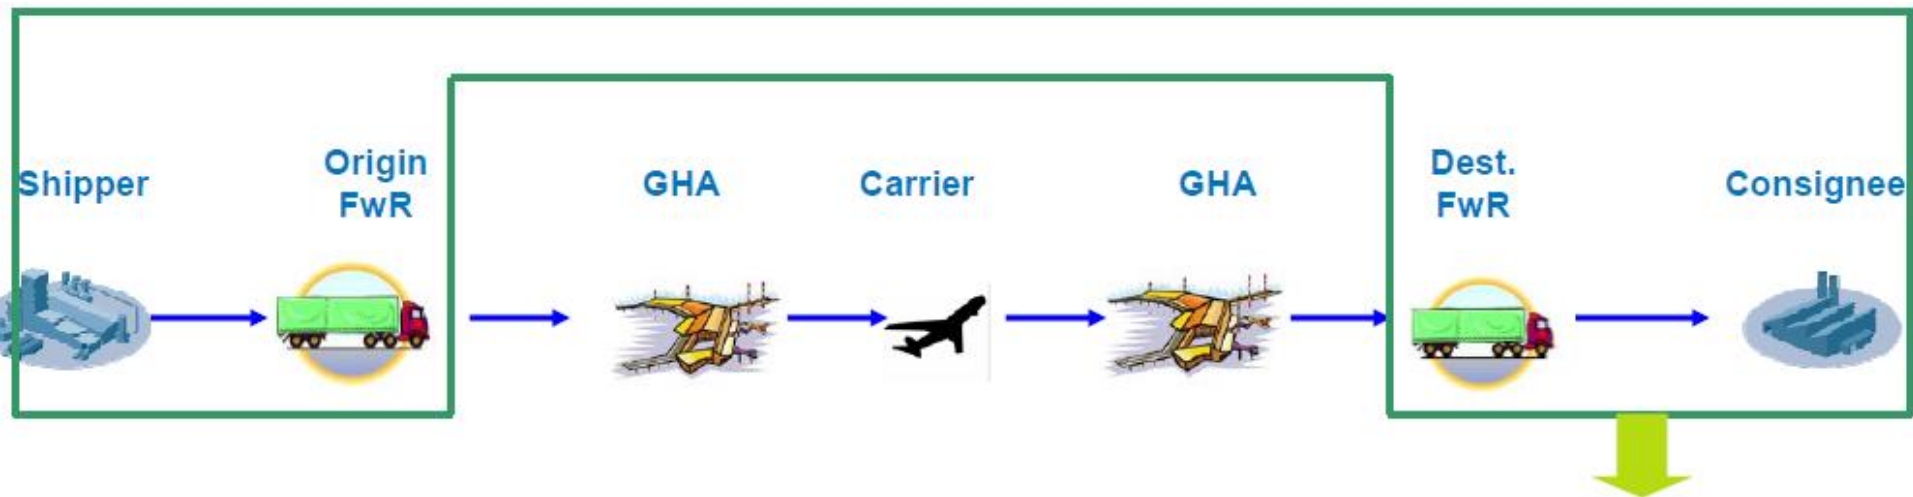 Shipper
Origin
FwR
GHA
Carrier
GHA
Dest.
FwR
Consignee